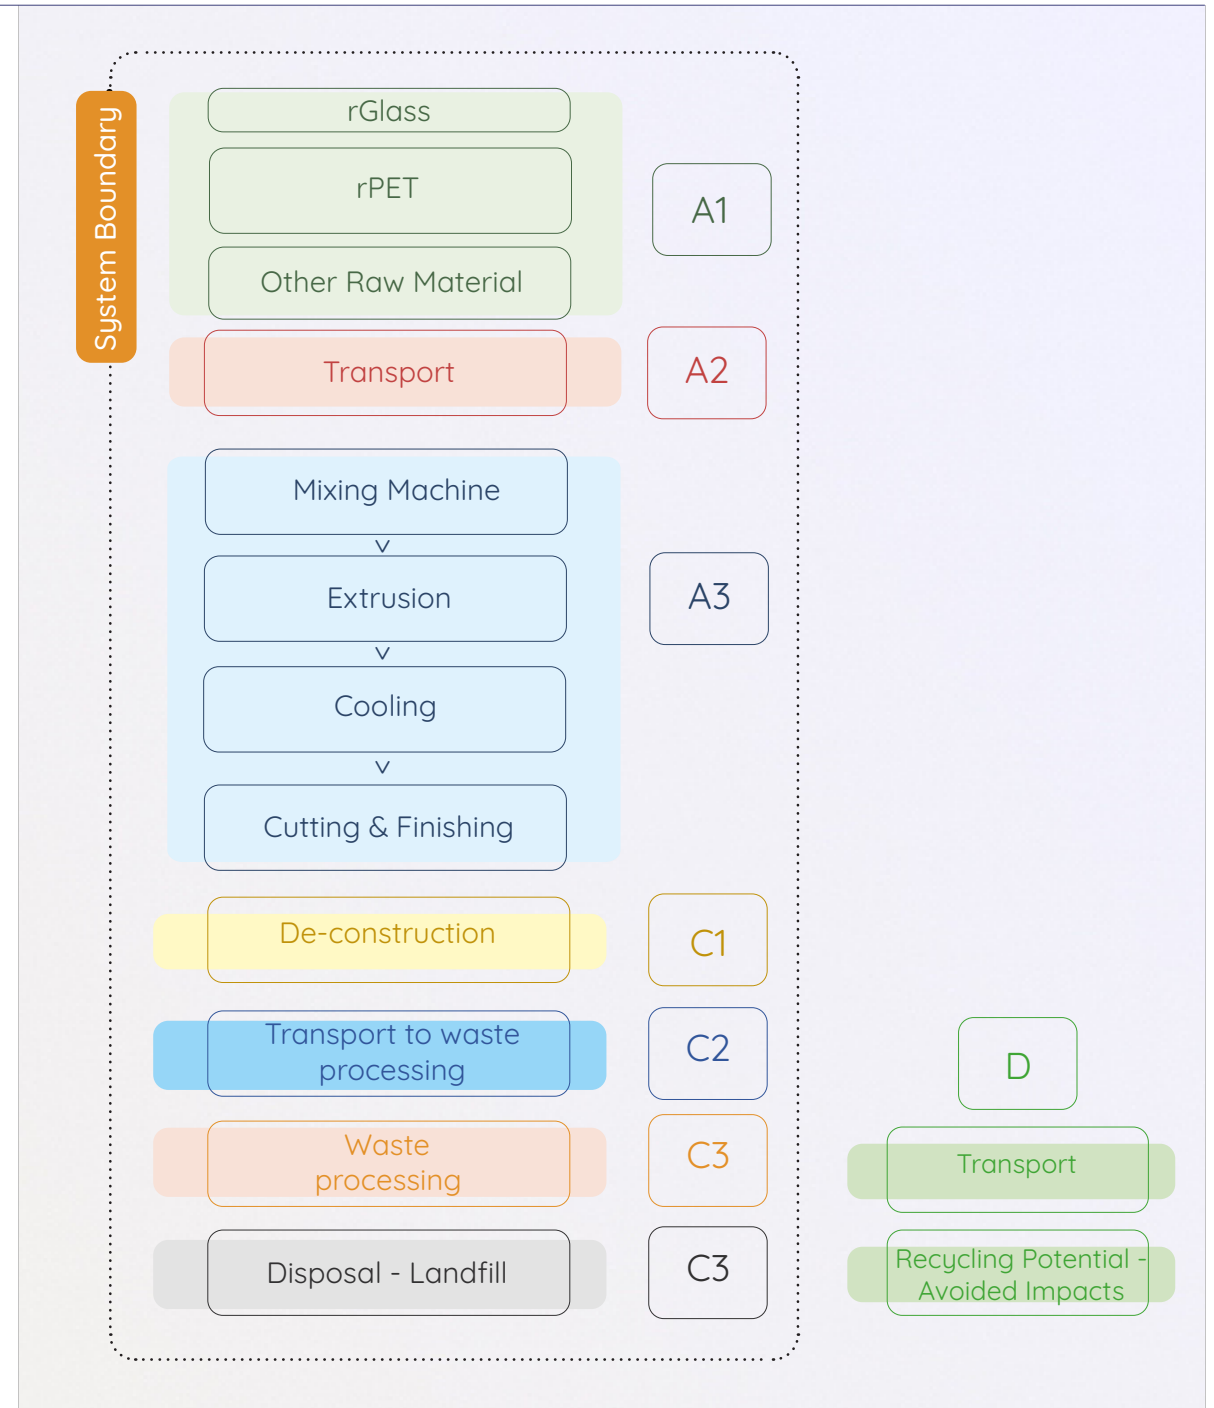 System Boundary
rGlass
rPET
A1
Other Raw Material
Transport
A2
Mixing Machine
Extrusion
A3
Cooling
Cutting & Finishing
De-construction
C1
Transport to waste
processing
C2
D
Waste
processing
C3
Transport
Disposal - Landfill
C3
Recycling Potential -
Avoided Impacts